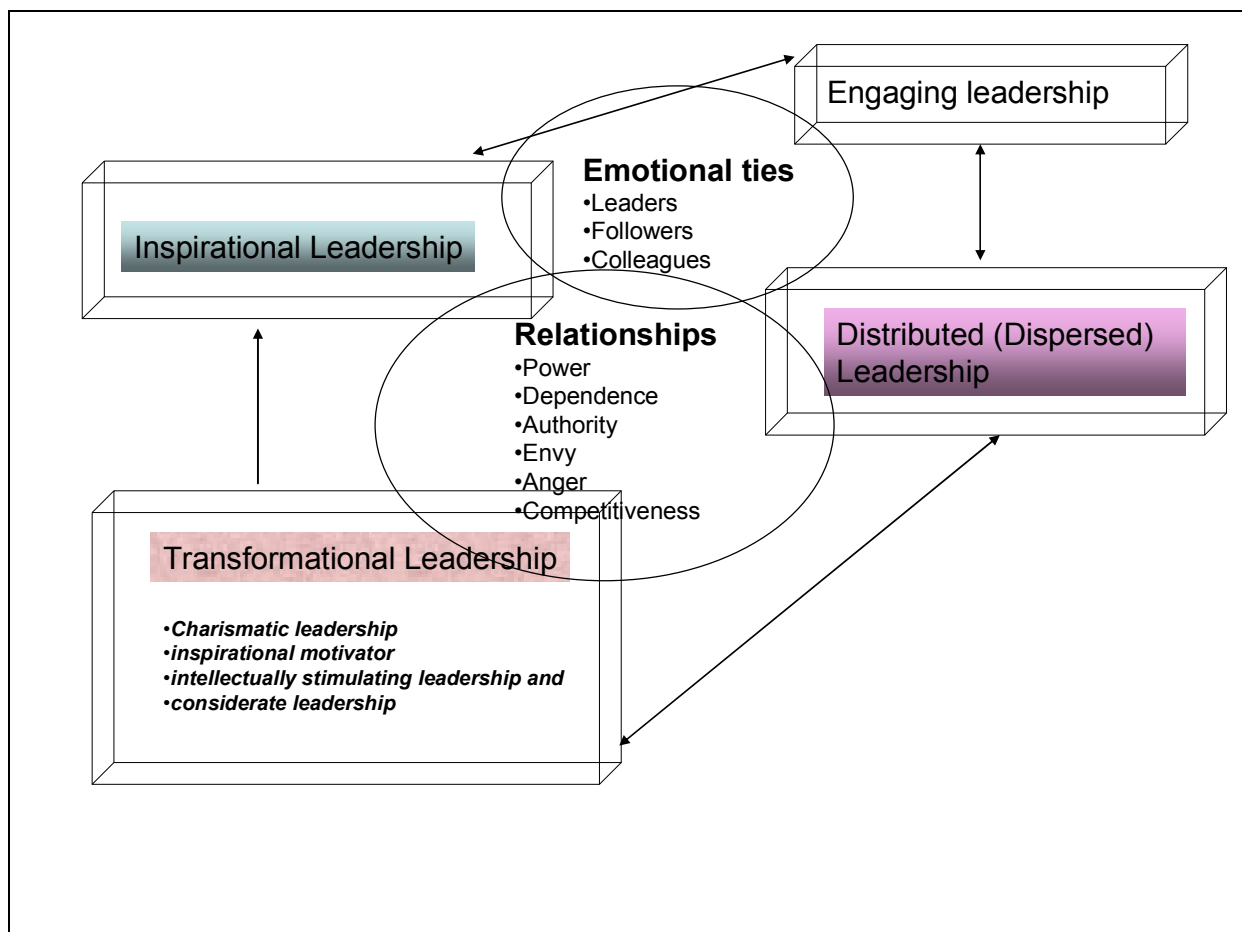 Engaging leadership
Emotional ties
•Leaders
•Followers
•Colleagues
Inspirational Leadership
Relationships
•Power
•Dependence
•Authority
•Envy
•Anger
•Competitiveness
Distributed (Dispersed)
Leadership
Transformational Leadership
•Charismatic leadership
•inspirational motivator
•intellectually stimulating leadership and
•considerate leadership